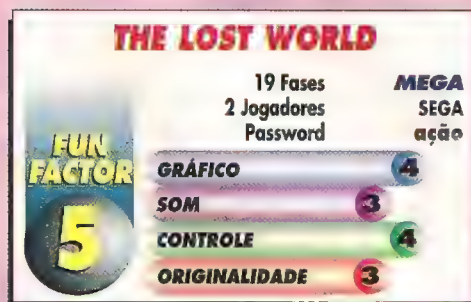 THE LOST WORLD
19 Fases MEGA
2 Jogadores SEGA
Password ação
FUN
FACTOR
5
GRÁFICO 4
SOM 3
CONTROLE 4
ORIGINALIDADE 3